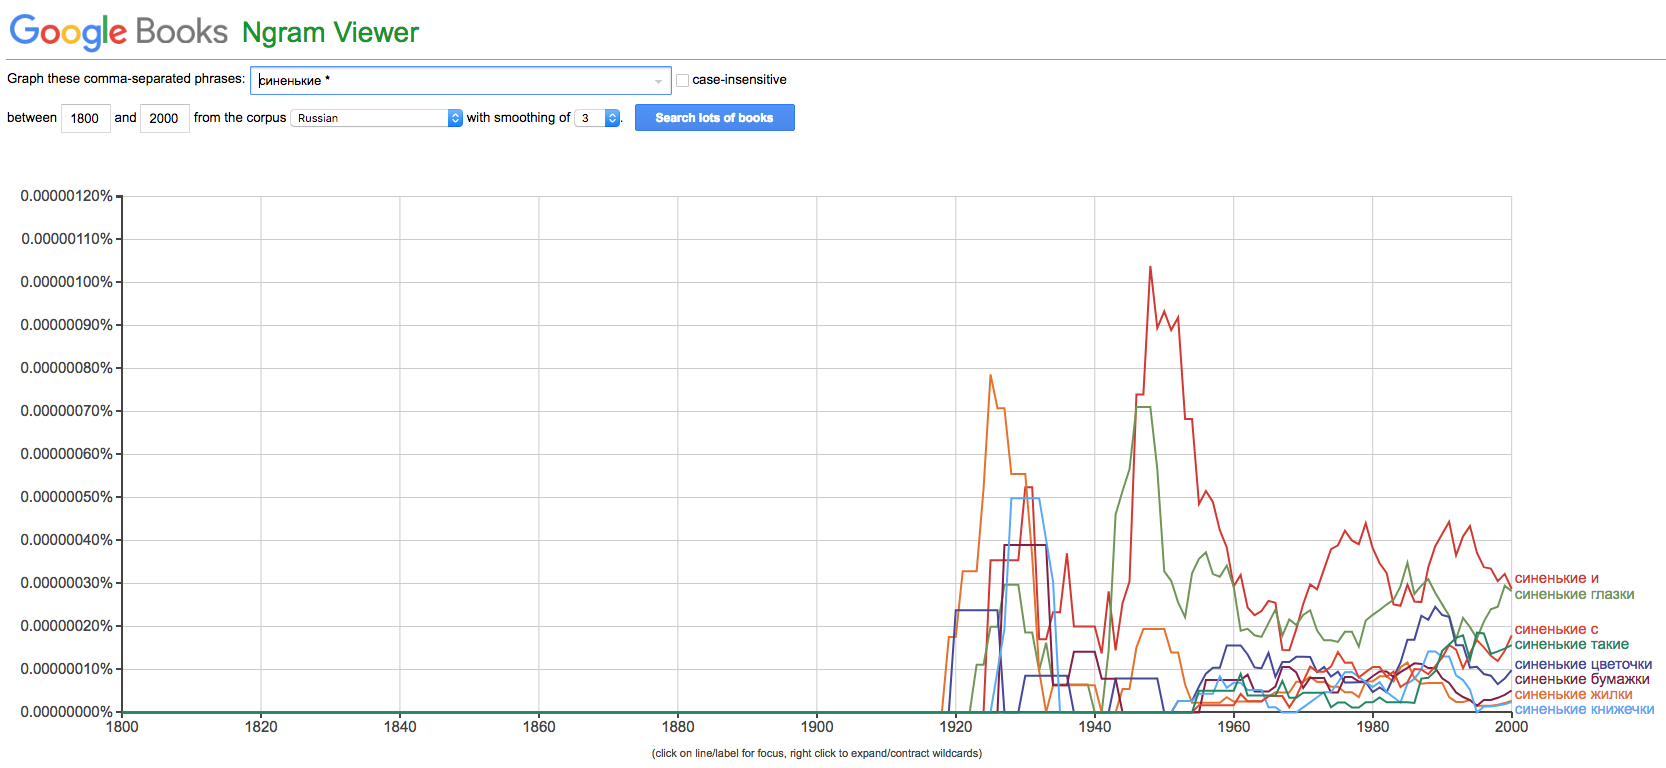 Google Books Ngram Viewer
Graph these comma-separated phrases: синенькие * case-insensitive
between 1800 and 2000 from the corpus Russian with smoothing of 3 . Search lots of books
0.00000120%
0.00000110%
0.00000100%
0.00000090%
0.00000080%
0.00000070%
0.00000060%
0.00000050%
0.00000040%
0.00000030%
0.00000020%
0.00000010%
0.00000000%
синенькие и
синенькие глазки
синенькие с
синенькие такие
синенькие цветочки
синенькие бумажки
синенькие жилки
синенькие книжечки
1800 1820 1840 1860 1880 1900 1920 1940 1960 1980 2000
(click on line/label for focus, right click to expand/contract wildcards)